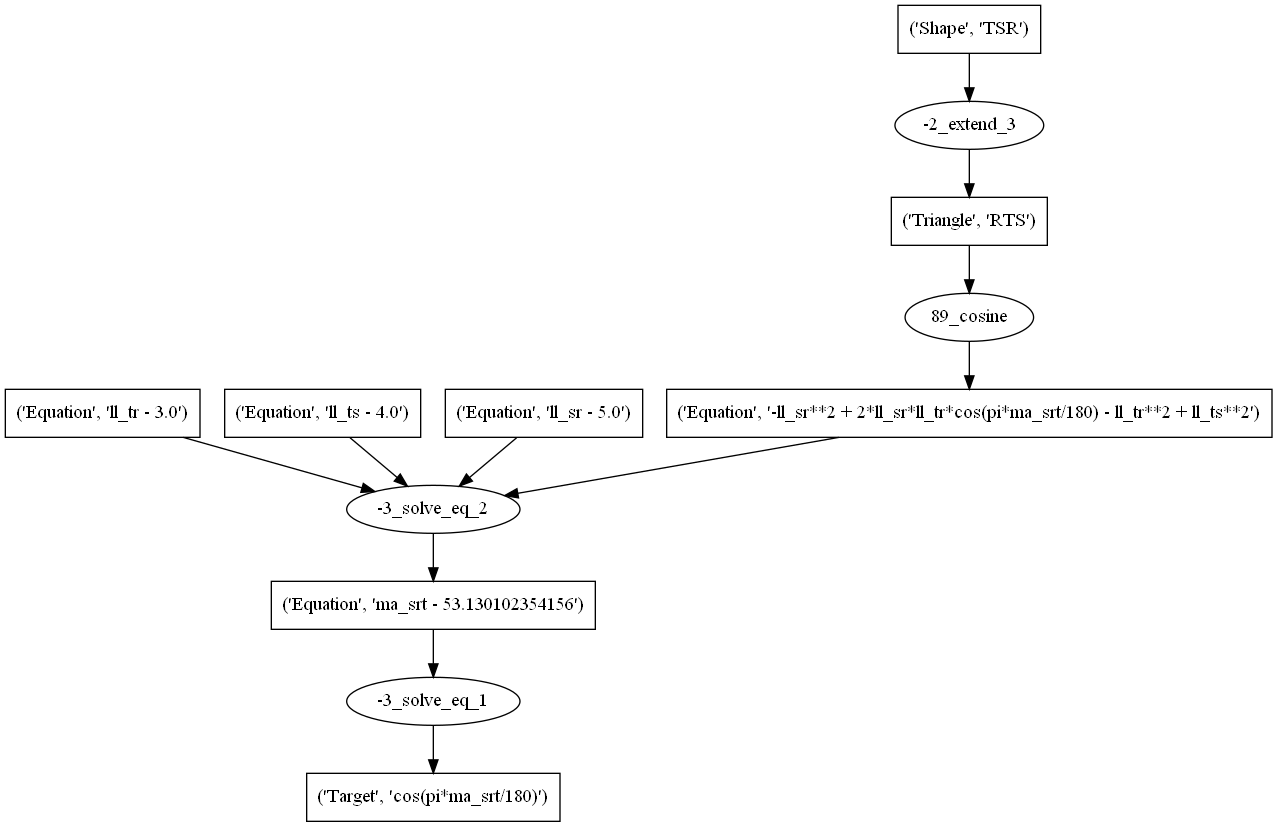 ('Shape', 'TSR')
-2_extend_3
('Triangle', 'RTS')
89_cosine
('Equation', 'll_tr - 3.0')
('Equation', 'll_ts - 4.0')
('Equation', 'll_sr - 5.0')
('Equation', '-ll_sr**2 + 2*ll_sr*ll_tr*cos(pi*ma_srt/180) - ll_tr**2 + ll_ts**2')
-3_solve_eq_2
('Equation', 'ma_srt - 53.130102354156')
-3_solve_eq_1
('Target', 'cos(pi*ma_srt/180)')